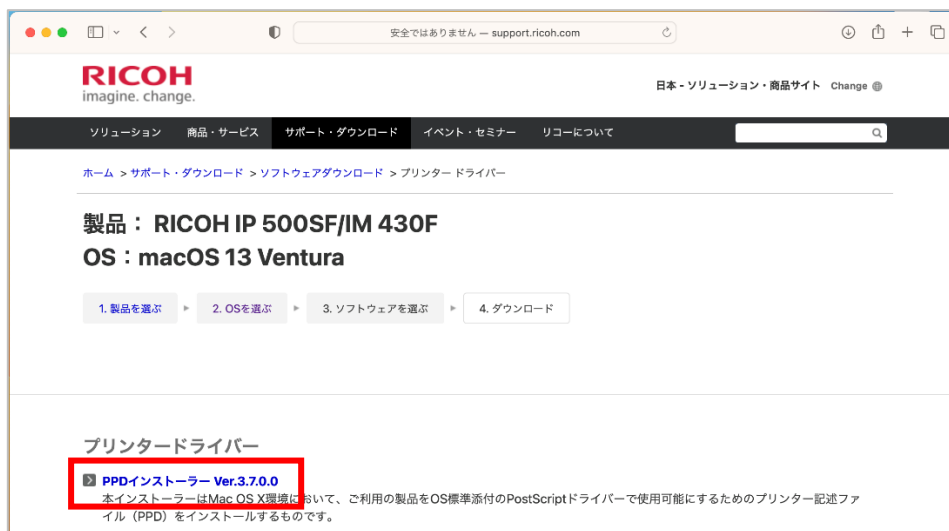 安全ではありません — support.ricoh.com
RICOH
imagine. change.
日本 - ソリューション・商品サイト Change
ソリューション 商品・サービス サポート・ダウンロード イベント・セミナー リコーについて
ホーム >サポート・ダウンロード >ソフトウェアダウンロード >プリンタードライバー
製品： RICOH IP 500SF/IM 430F
OS：macOS 13 Ventura
1. 製品を選ぶ 2. OSを選ぶ 3. ソフトウェアを選ぶ 4. ダウンロード
プリンタードライバー
PPDインストーラー Ver.3.7.0.0
本インストーラーはMac OS X環境において、ご利用の製品をOS標準添付のPostScriptドライバーで使用可能にするためのプリンター記述ファ
イル（PPD）をインストールするものです。